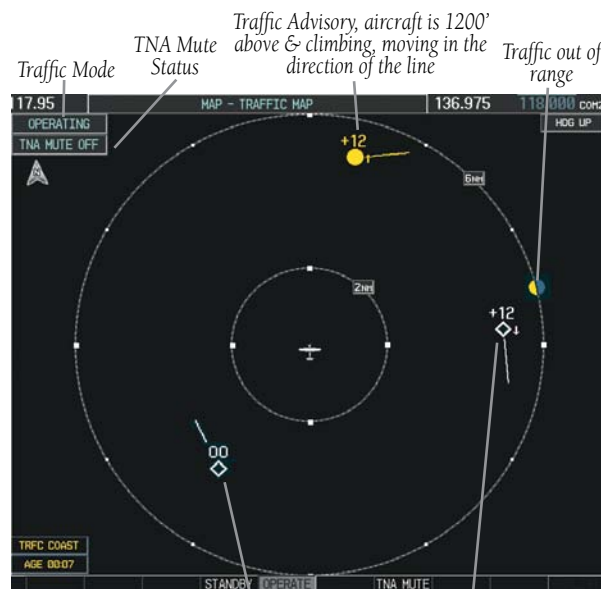 Traffic Mode
TNA Mute
Status
Traffic Advisory, aircraft is 1200'
above & climbing, moving in the
direction of the line
Traffic out of
range
117.95
MAP - TRAFFIC MAP
136.975
118.000 COM2
OPERATING
TNA MUTE OFF
HDG UP
N
+12
6NM
2NM
+12
00
TRFC COAST
AGE 00:07
STANDBY
OPERATE
TNA MUTE